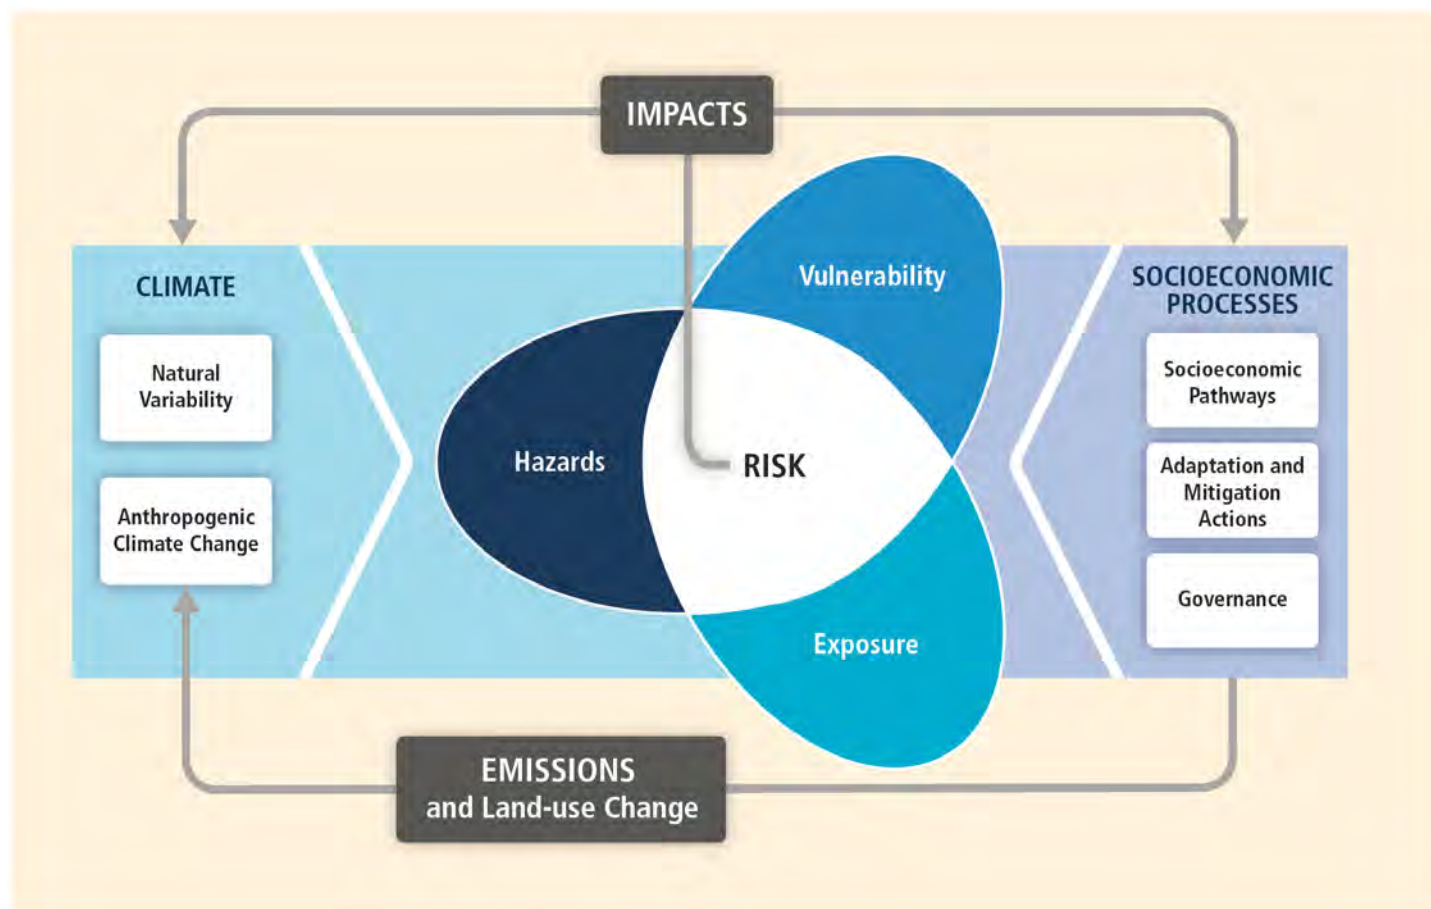 IMPACTS
CLIMATE
Natural
Variability
Anthropogenic
Climate Change
Vulnerability
Hazards
RISK
Exposure
SOCIOECONOMIC
PROCESSES
Socioeconomic
Pathways
Adaptation and
Mitigation
Actions
Governance
EMISSIONS
and Land-use Change